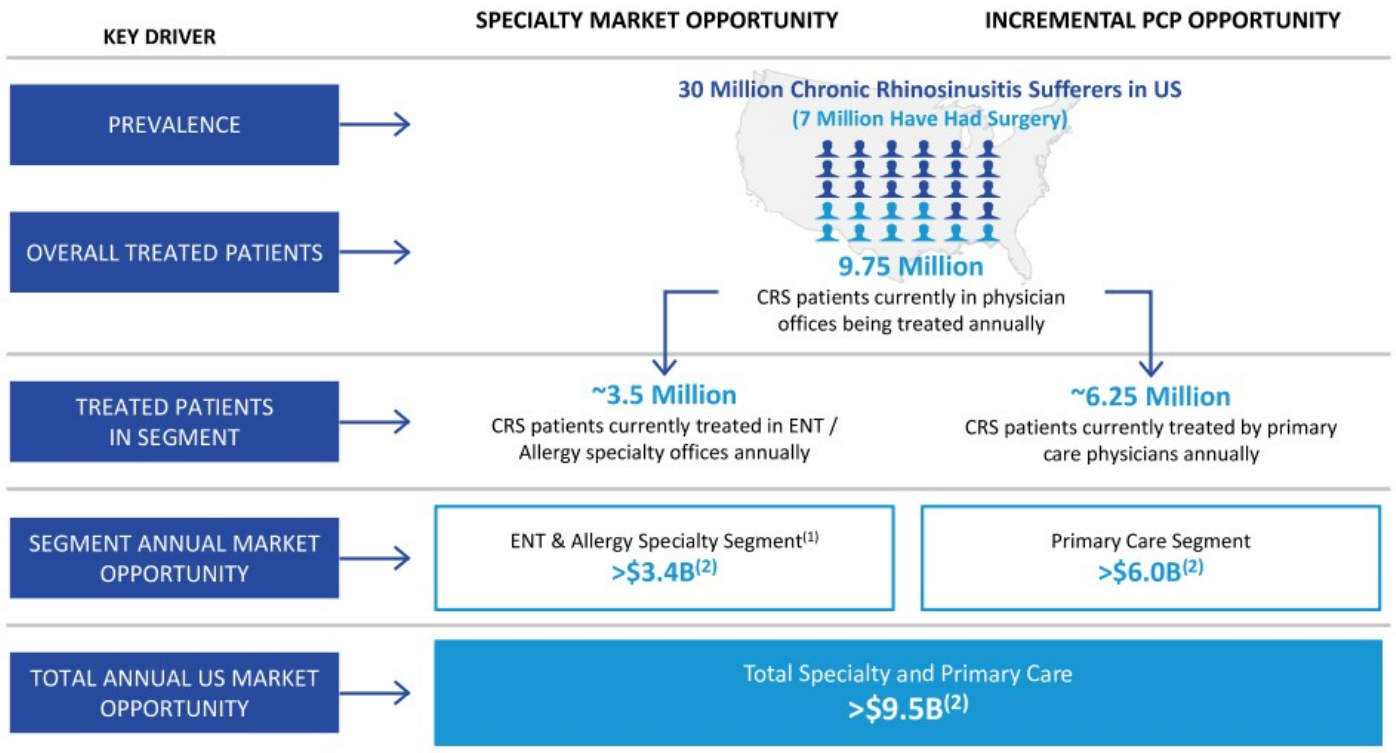 KEY DRIVER
SPECIALTY MARKET OPPORTUNITY
INCREMENTAL PCP OPPORTUNITY
PREVALENCE
30 Million Chronic Rhinosinusitis Sufferers in US
(7 Million Have Had Surgery)
OVERALL TREATED PATIENTS
9.75 Million
CRS patients currently in physician
offices being treated annually
TREATED PATIENTS
IN SEGMENT
~3.5 Million
CRS patients currently treated in ENT /
Allergy specialty offices annually
~6.25 Million
CRS patients currently treated by primary
care physicians annually
SEGMENT ANNUAL MARKET
OPPORTUNITY
ENT & Allergy Specialty Segment(1)
>$3.4B(2)
Primary Care Segment
>$6.0B(2)
TOTAL ANNUAL US MARKET
OPPORTUNITY
Total Specialty and Primary Care
>$9.5B(2)